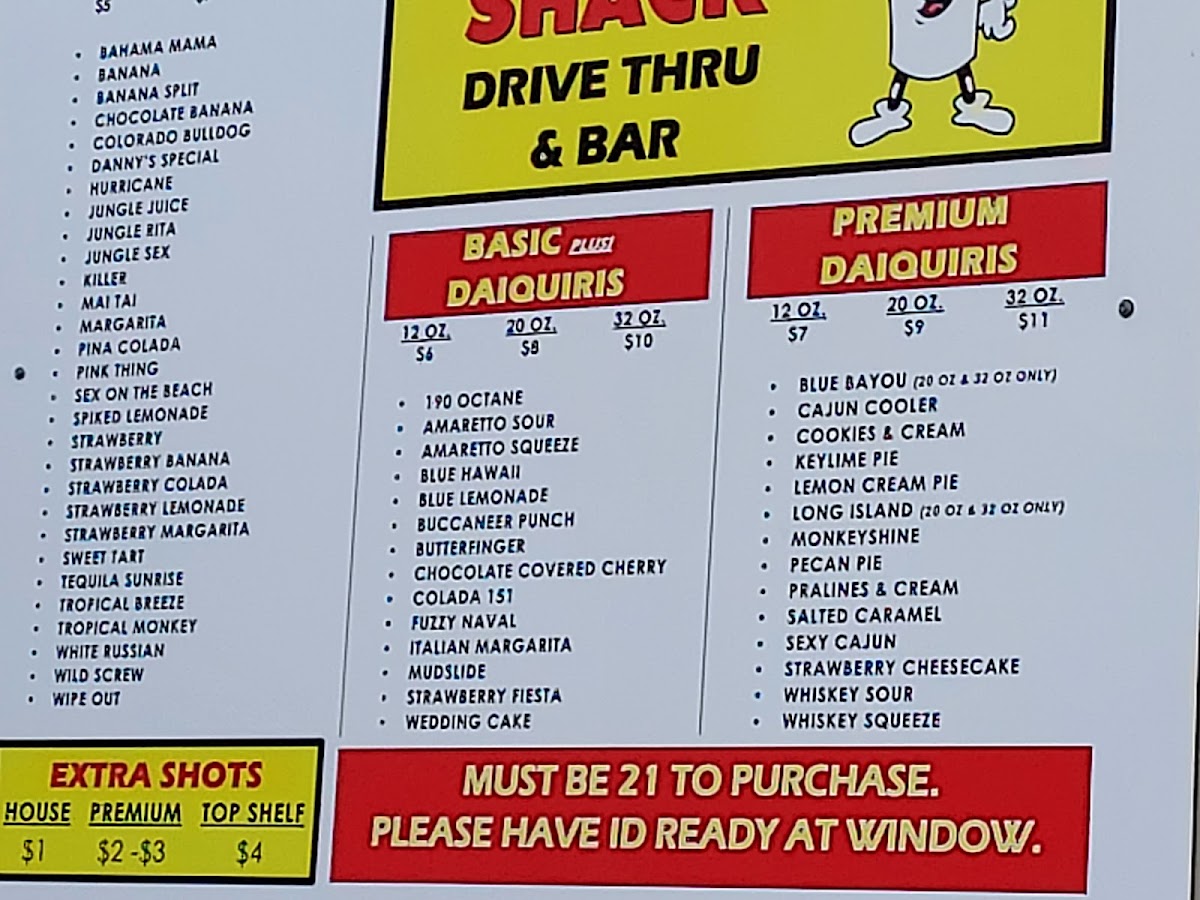 $5
BAHAMA MAMA
BANANA
BANANA SPLIT
CHOCOLATE BANANA
COLORADO BULLDOG
DANNY'S SPECIAL
HURRICANE
JUNGLE JUICE
JUNGLE RITA
JUNGLE SEX
KILLER
MAI TAI
MARGARITA
PINA COLADA
PINK THING
SEX ON THE BEACH
SPIKED LEMONADE
STRAWBERRY
STRAWBERRY BANANA
STRAWBERRY COLADA
STRAWBERRY LEMONADE
STRAWBERRY MARGARITA
SWEET TART
TEQUILA SUNRISE
TROPICAL BREEZE
TROPICAL MONKEY
WHITE RUSSIAN
WILD SCREW
WIPE OUT
EXTRA SHOTS
HOUSE PREMIUM TOP SHELF
$1 $2 -$3 $4
SHACK
DRIVE THRU
& BAR
BASIC PLUS!
DAIQUIRIS
12 OZ. 20 OZ. 32 OZ.
$6 $8 $10
190 OCTANE
AMARETTO SOUR
AMARETTO SQUEEZE
BLUE HAWAII
BLUE LEMONADE
BUCCANEER PUNCH
BUTTERFINGER
CHOCOLATE COVERED CHERRY
COLADA 151
FUZZY NAVAL
ITALIAN MARGARITA
MUDSLIDE
STRAWBERRY FIESTA
WEDDING CAKE
PREMIUM
DAIQUIRIS
12 OZ. 20 OZ. 32 OZ.
$7 $9 $11
BLUE BAYOU (20 OZ & 32 OZ ONLY)
CAJUN COOLER
COOKIES & CREAM
KEYLIME PIE
LEMON CREAM PIE
LONG ISLAND (20 OZ & 32 OZ ONLY)
MONKEYSHINE
PECAN PIE
PRALINES & CREAM
SALTED CARAMEL
SEXY CAJUN
STRAWBERRY CHEESECAKE
WHISKEY SOUR
WHISKEY SQUEEZE
MUST BE 21 TO PURCHASE.
PLEASE HAVE ID READY AT WINDOW.